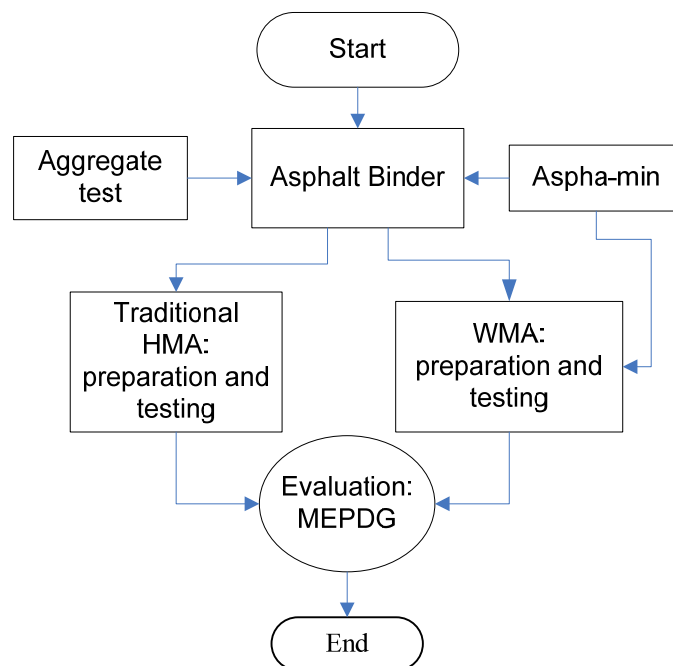 Start
Aggregate
test
Asphalt Binder
Aspha-min
Traditional
HMA:
preparation and
testing
WMA:
preparation and
testing
Evaluation:
MEPDG
End